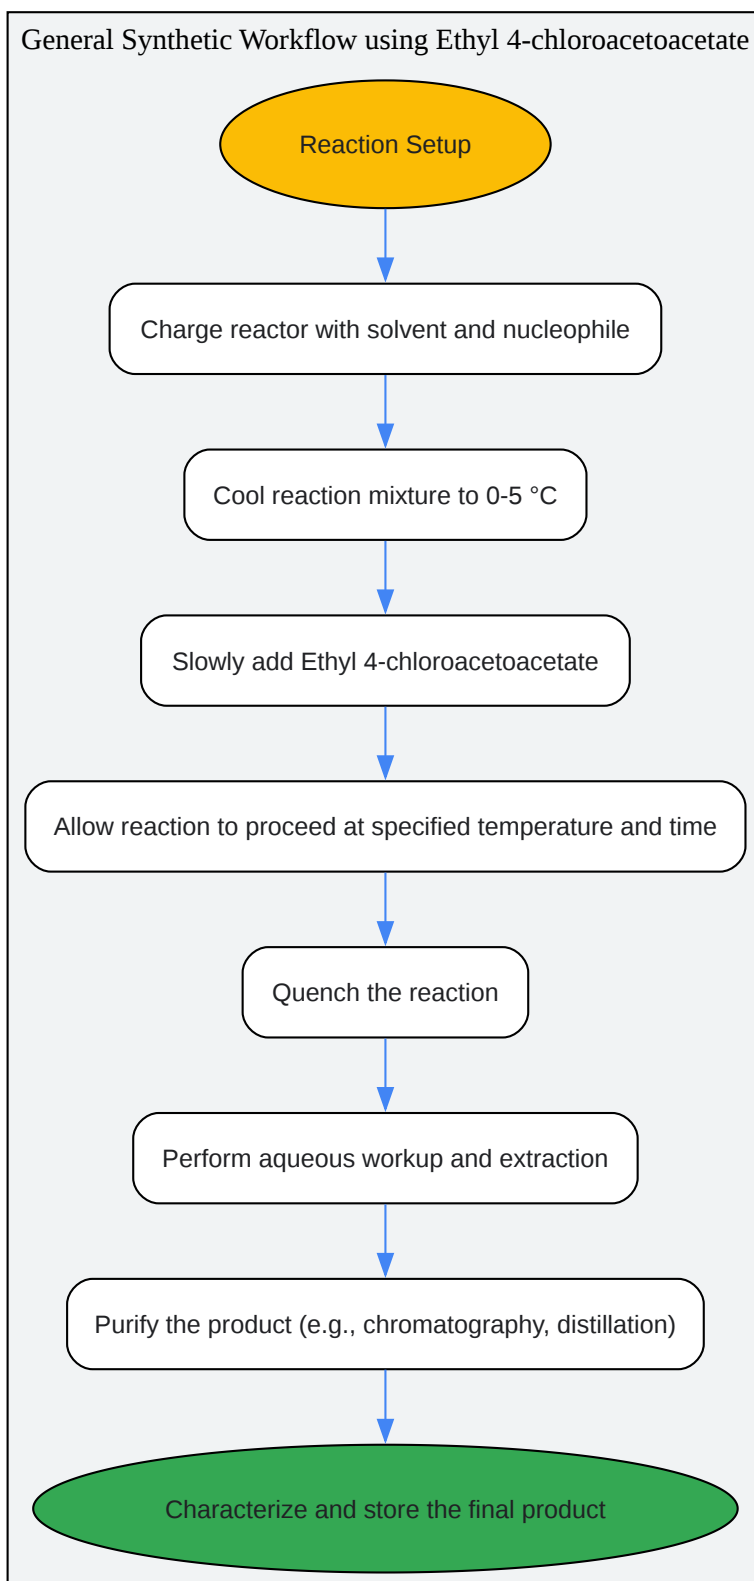 General Synthetic Workflow using Ethyl 4-chloroacetoacetate
Reaction Setup
Charge reactor with solvent and nucleophile
Cool reaction mixture to 0-5 °C
Slowly add Ethyl 4-chloroacetoacetate
Allow reaction to proceed at specified temperature and time
Quench the reaction
Perform aqueous workup and extraction
Purify the product (e.g., chromatography, distillation)
Characterize and store the final product